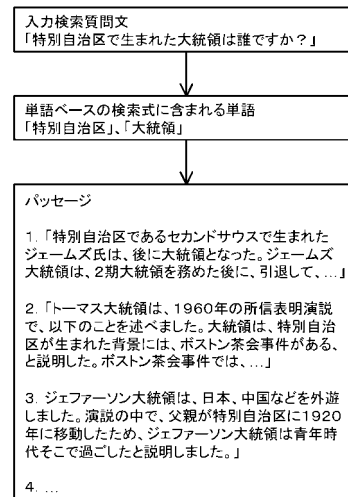 入力検索質問文
「特別自治区で生まれた大統領は誰ですか？」
単語ベースの検索式に含まれる単語
「特別自治区」、「大統領」
パッセージ
1. 「特別自治区であるセカンドサウスで生まれた
ジェームズ氏は、後に大統領となった。ジェームズ
大統領は、2期大統領を務めた後に、引退して、…」
2. 「トーマス大統領は、1960年の所信表明演説
で、以下のことを述べました。大統領は、特別自治
区が生まれた背景には、ボストン茶会事件がある、
と説明した。ボストン茶会事件では、…」
3. ジェファーソン大統領は、日本、中国などを外遊
しました。演説の中で、父親が特別自治区に1920
年に移動したため、ジェファーソン大統領は青年時
代そこで過ごしたと説明しました。」
4. …